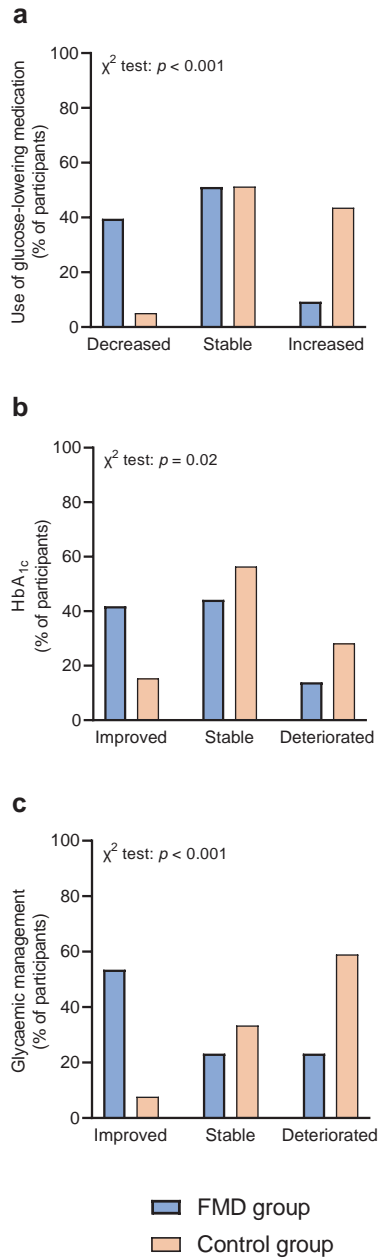 a
χ² test: p < 0.001
Use of glucose-lowering medication
(% of participants)
100
80
60
40
20
0
Decreased Stable Increased
b
χ² test: p = 0.02
HbA₁c
(% of participants)
100
80
60
40
20
0
Improved Stable Deteriorated
c
χ² test: p < 0.001
Glycaemic management
(% of participants)
100
80
60
40
20
0
Improved Stable Deteriorated
FMD group
Control group